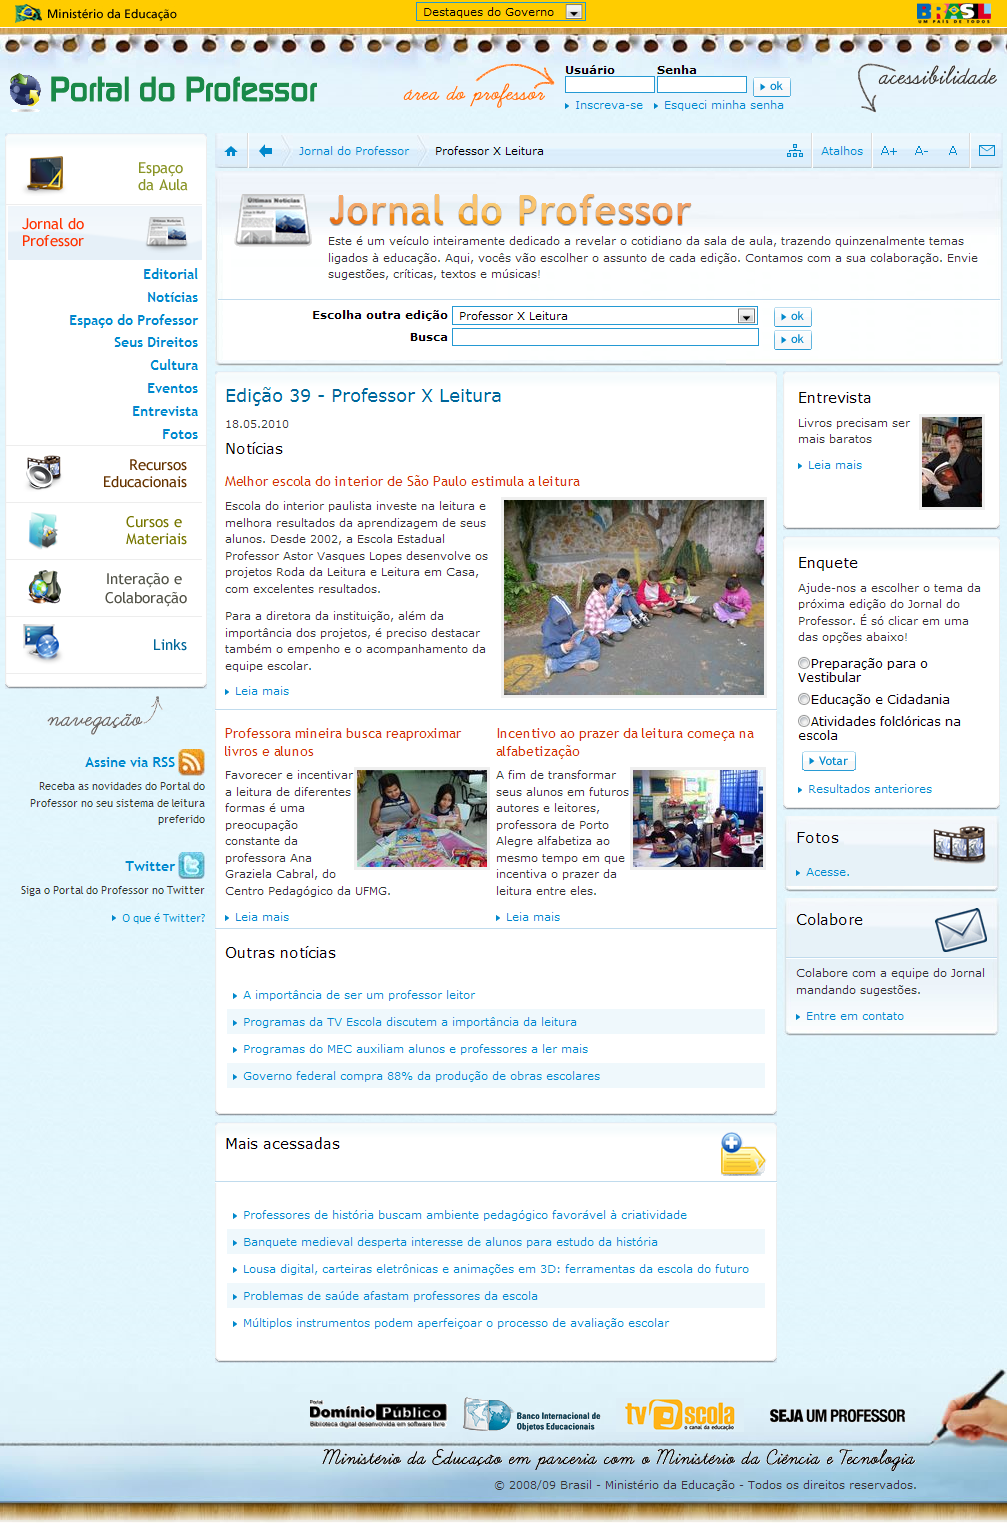 Ministério da Educação
Destaques do Governo
BRASIL
UM PAÍS DE TODOS
Portal do Professor
área do professor
Usuário
Senha
ok
Inscreva-se
Esqueci minha senha
acessibilidade
Espaço
da Aula
Jornal do
Professor
Editorial
Notícias
Espaço do Professor
Seus Direitos
Cultura
Eventos
Entrevista
Fotos
Recursos
Educacionais
Cursos e
Materiais
Interação e
Colaboração
Links
navegação
Assine via RSS
Receba as novidades do Portal do
Professor no seu sistema de leitura
preferido
Twitter
Siga o Portal do Professor no Twitter
O que é Twitter?
Jornal do Professor
Professor X Leitura
Atalhos
A+
A-
A
Últimas Notícias
Jornal do Professor
Este é um veículo inteiramente dedicado a revelar o cotidiano da sala de aula, trazendo quinzenalmente temas
ligados à educação. Aqui, vocês vão escolher o assunto de cada edição. Contamos com a sua colaboração. Envie
sugestões, críticas, textos e músicas!
Escolha outra edição
Professor X Leitura
ok
Busca
ok
Edição 39 - Professor X Leitura
18.05.2010
Notícias
Melhor escola do interior de São Paulo estimula a leitura
Escola do interior paulista investe na leitura e
melhora resultados da aprendizagem de seus
alunos. Desde 2002, a Escola Estadual
Professor Astor Vasques Lopes desenvolve os
projetos Roda da Leitura e Leitura em Casa,
com excelentes resultados.
Para a diretora da instituição, além da
importância dos projetos, é preciso destacar
também o empenho e o acompanhamento da
equipe escolar.
Leia mais
Professora mineira busca reaproximar
livros e alunos
Favorecer e incentivar
a leitura de diferentes
formas é uma
preocupação
constante da
professora Ana
Graziela Cabral, do
Centro Pedagógico da UFMG.
Leia mais
Incentivo ao prazer da leitura começa na
alfabetização
A fim de transformar
seus alunos em futuros
autores e leitores,
professora de Porto
Alegre alfabetiza ao
mesmo tempo em que
incentiva o prazer da
leitura entre eles.
Leia mais
Outras notícias
A importância de ser um professor leitor
Programas da TV Escola discutem a importância da leitura
Programas do MEC auxiliam alunos e professores a ler mais
Governo federal compra 88% da produção de obras escolares
Mais acessadas
Professores de história buscam ambiente pedagógico favorável à criatividade
Banquete medieval desperta interesse de alunos para estudo da história
Lousa digital, carteiras eletrônicas e animações em 3D: ferramentas da escola do futuro
Problemas de saúde afastam professores da escola
Múltiplos instrumentos podem aperfeiçoar o processo de avaliação escolar
Entrevista
Livros precisam ser
mais baratos
Leia mais
Enquete
Ajude-nos a escolher o tema da
próxima edição do Jornal do
Professor. É só clicar em uma
das opções abaixo!
Preparação para o
Vestibular
Educação e Cidadania
Atividades folclóricas na
escola
Votar
Resultados anteriores
Fotos
Acesse.
Colabore
Colabore com a equipe do Jornal
mandando sugestões.
Entre em contato
Portal
Domínio Público
Biblioteca digital desenvolvida em software livre
Banco Internacional de
Objetos Educacionais
tv escola
o canal da educação
SEJA UM PROFESSOR
Ministério da Educação em parceria com o Ministério da Ciência e Tecnologia
© 2008/09 Brasil - Ministério da Educação - Todos os direitos reservados.